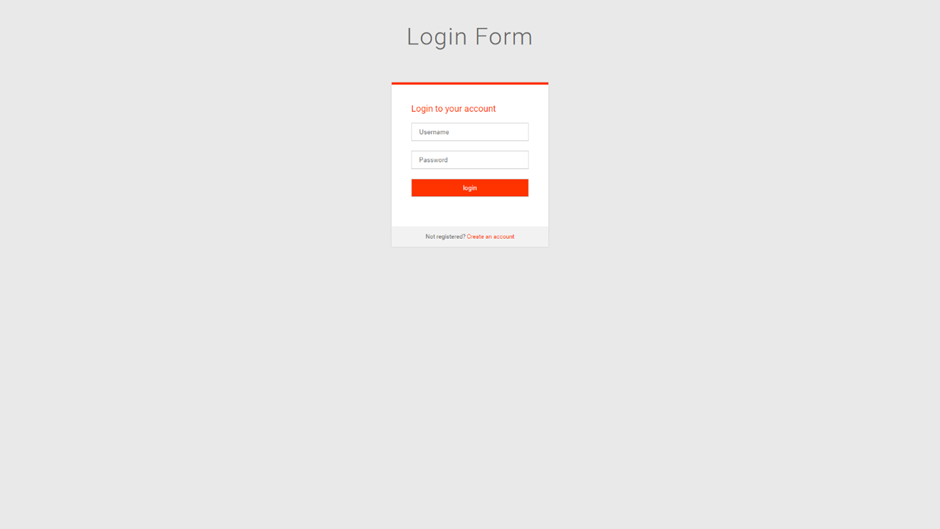 Login Form
Login to your account
Username
Password
login
Not registered? Create an account